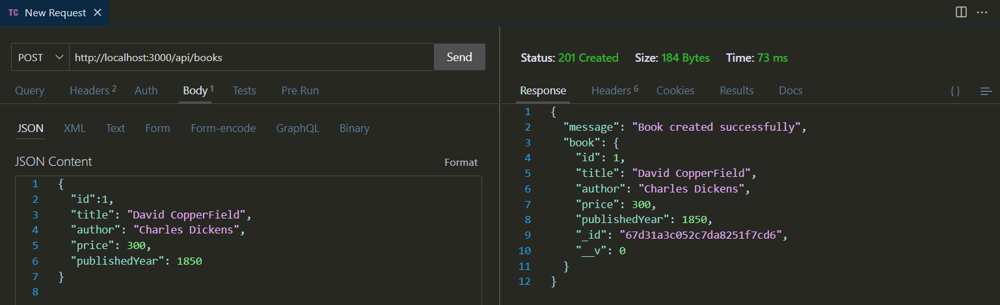 TC New Request
POST http://localhost:3000/api/books Send
Query Headers 2 Auth Body 1 Tests Pre Run
JSON XML Text Form Form-encode GraphQL Binary
JSON Content Format
1 {
2 "id":1,
3 "title": "David CopperField",
4 "author": "Charles Dickens",
5 "price": 300,
6 "publishedYear": 1850
7 }
8
Status: 201 Created Size: 184 Bytes Time: 73 ms
Response Headers 6 Cookies Results Docs { }
1 {
2 "message": "Book created successfully",
3 "book": {
4 "id": 1,
5 "title": "David CopperField",
6 "author": "Charles Dickens",
7 "price": 300,
8 "publishedYear": 1850,
9 "_id": "67d31a3c052c7da8251f7cd6",
10 "__v": 0
11 }
12 }